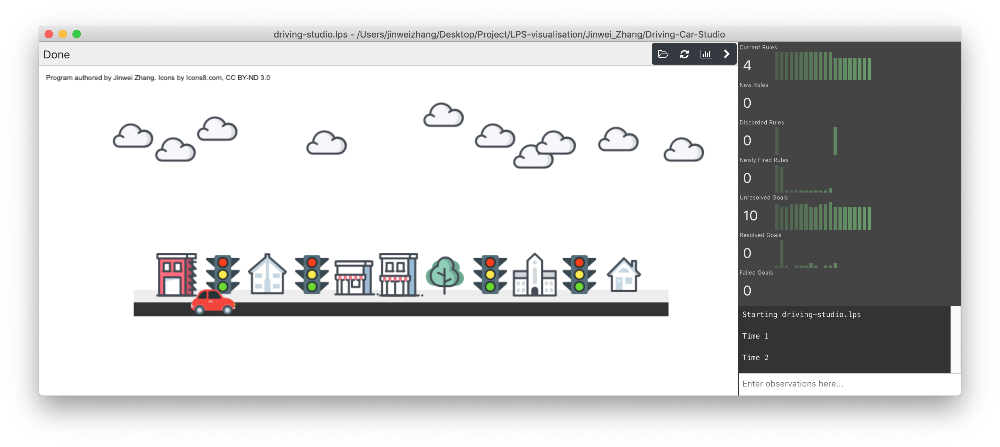 driving-studio.lps - /Users/jinweizhang/Desktop/Project/LPS-visualisation/Jinwei_Zhang/Driving-Car-Studio
Done
Program authored by Jinwei Zhang. Icons by Icons8.com, CC BY-ND 3.0
Current Rules
4
New Rules
0
Discarded Rules
0
Newly Fired Rules
0
Unresolved Goals
10
Resolved Goals
0
Failed Goals
0
Starting driving-studio.lps
Time 1
Time 2
Enter observations here...